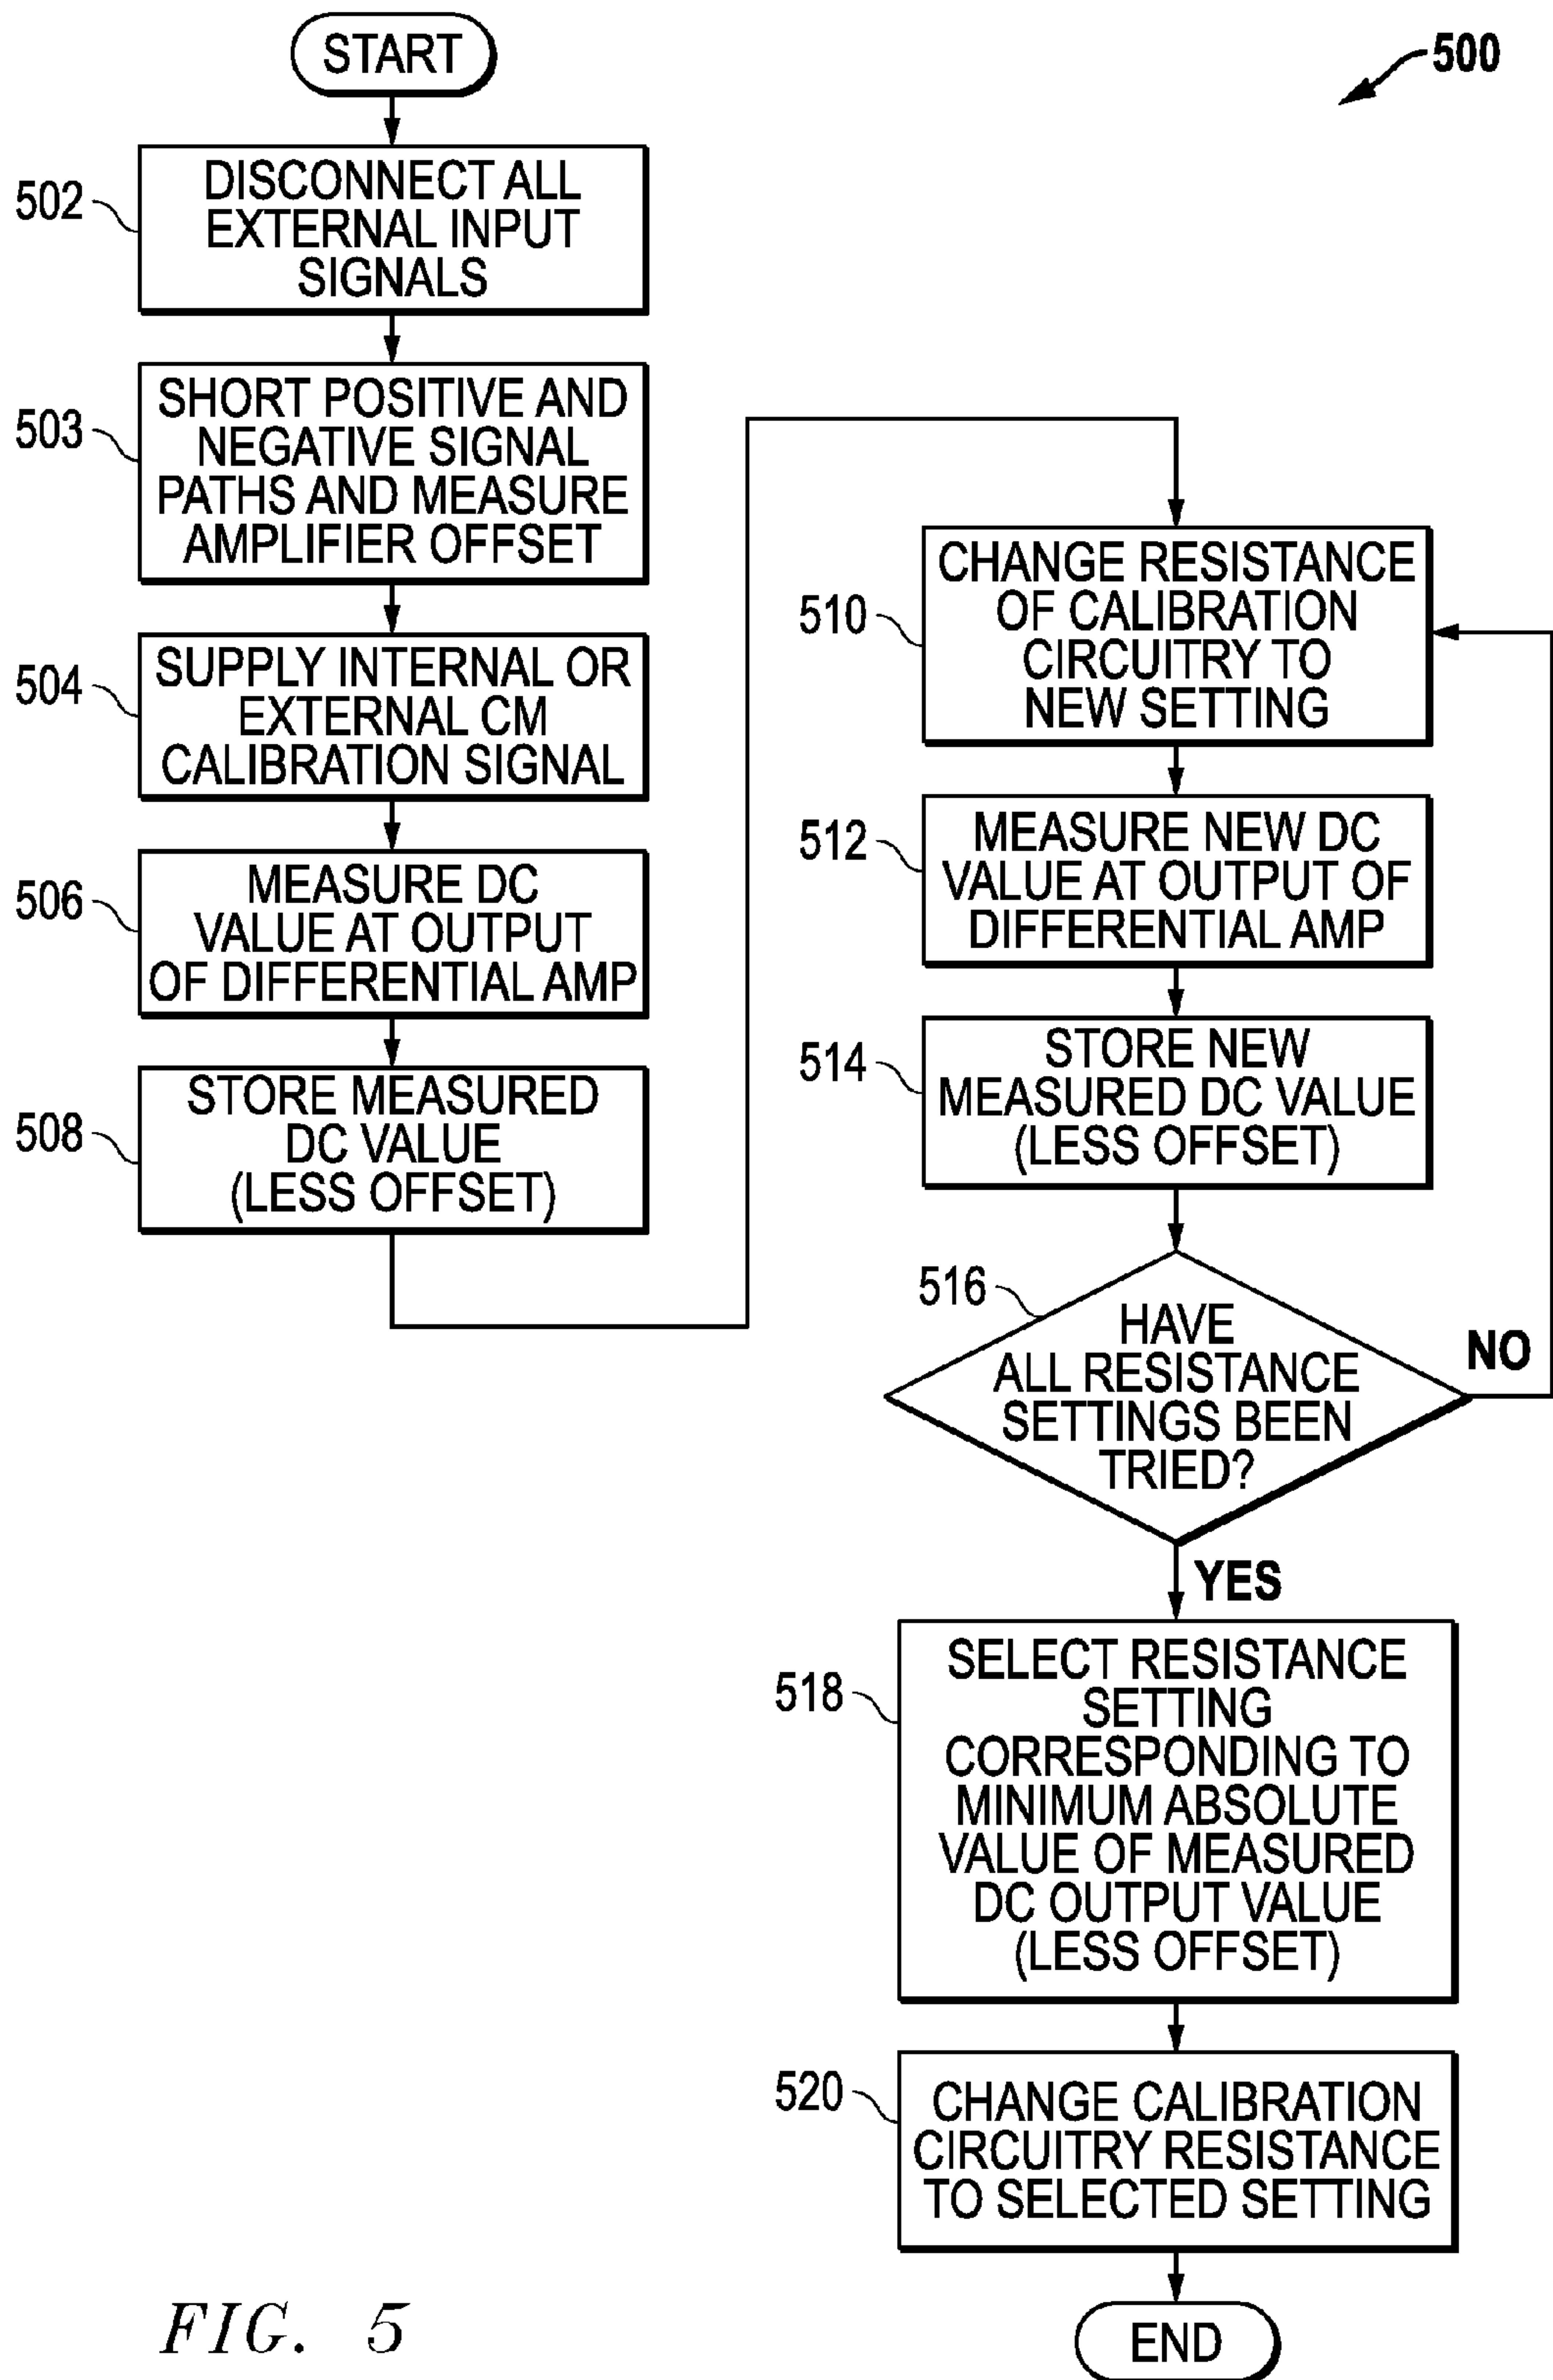 START
500
502
DISCONNECT ALL
EXTERNAL INPUT
SIGNALS
503
SHORT POSITIVE AND
NEGATIVE SIGNAL
PATHS AND MEASURE
AMPLIFIER OFFSET
504
SUPPLY INTERNAL OR
EXTERNAL CM
CALIBRATION SIGNAL
506
MEASURE DC
VALUE AT OUTPUT
OF DIFFERENTIAL AMP
508
STORE MEASURED
DC VALUE
(LESS OFFSET)
510
CHANGE RESISTANCE
OF CALIBRATION
CIRCUITRY TO
NEW SETTING
512
MEASURE NEW DC
VALUE AT OUTPUT OF
DIFFERENTIAL AMP
514
STORE NEW
MEASURED DC VALUE
(LESS OFFSET)
516
HAVE
ALL RESISTANCE
SETTINGS BEEN
TRIED?
NO
YES
518
SELECT RESISTANCE
SETTING
CORRESPONDING TO
MINIMUM ABSOLUTE
VALUE OF MEASURED
DC OUTPUT VALUE
(LESS OFFSET)
520
CHANGE CALIBRATION
CIRCUITRY RESISTANCE
TO SELECTED SETTING
END
FIG. 5